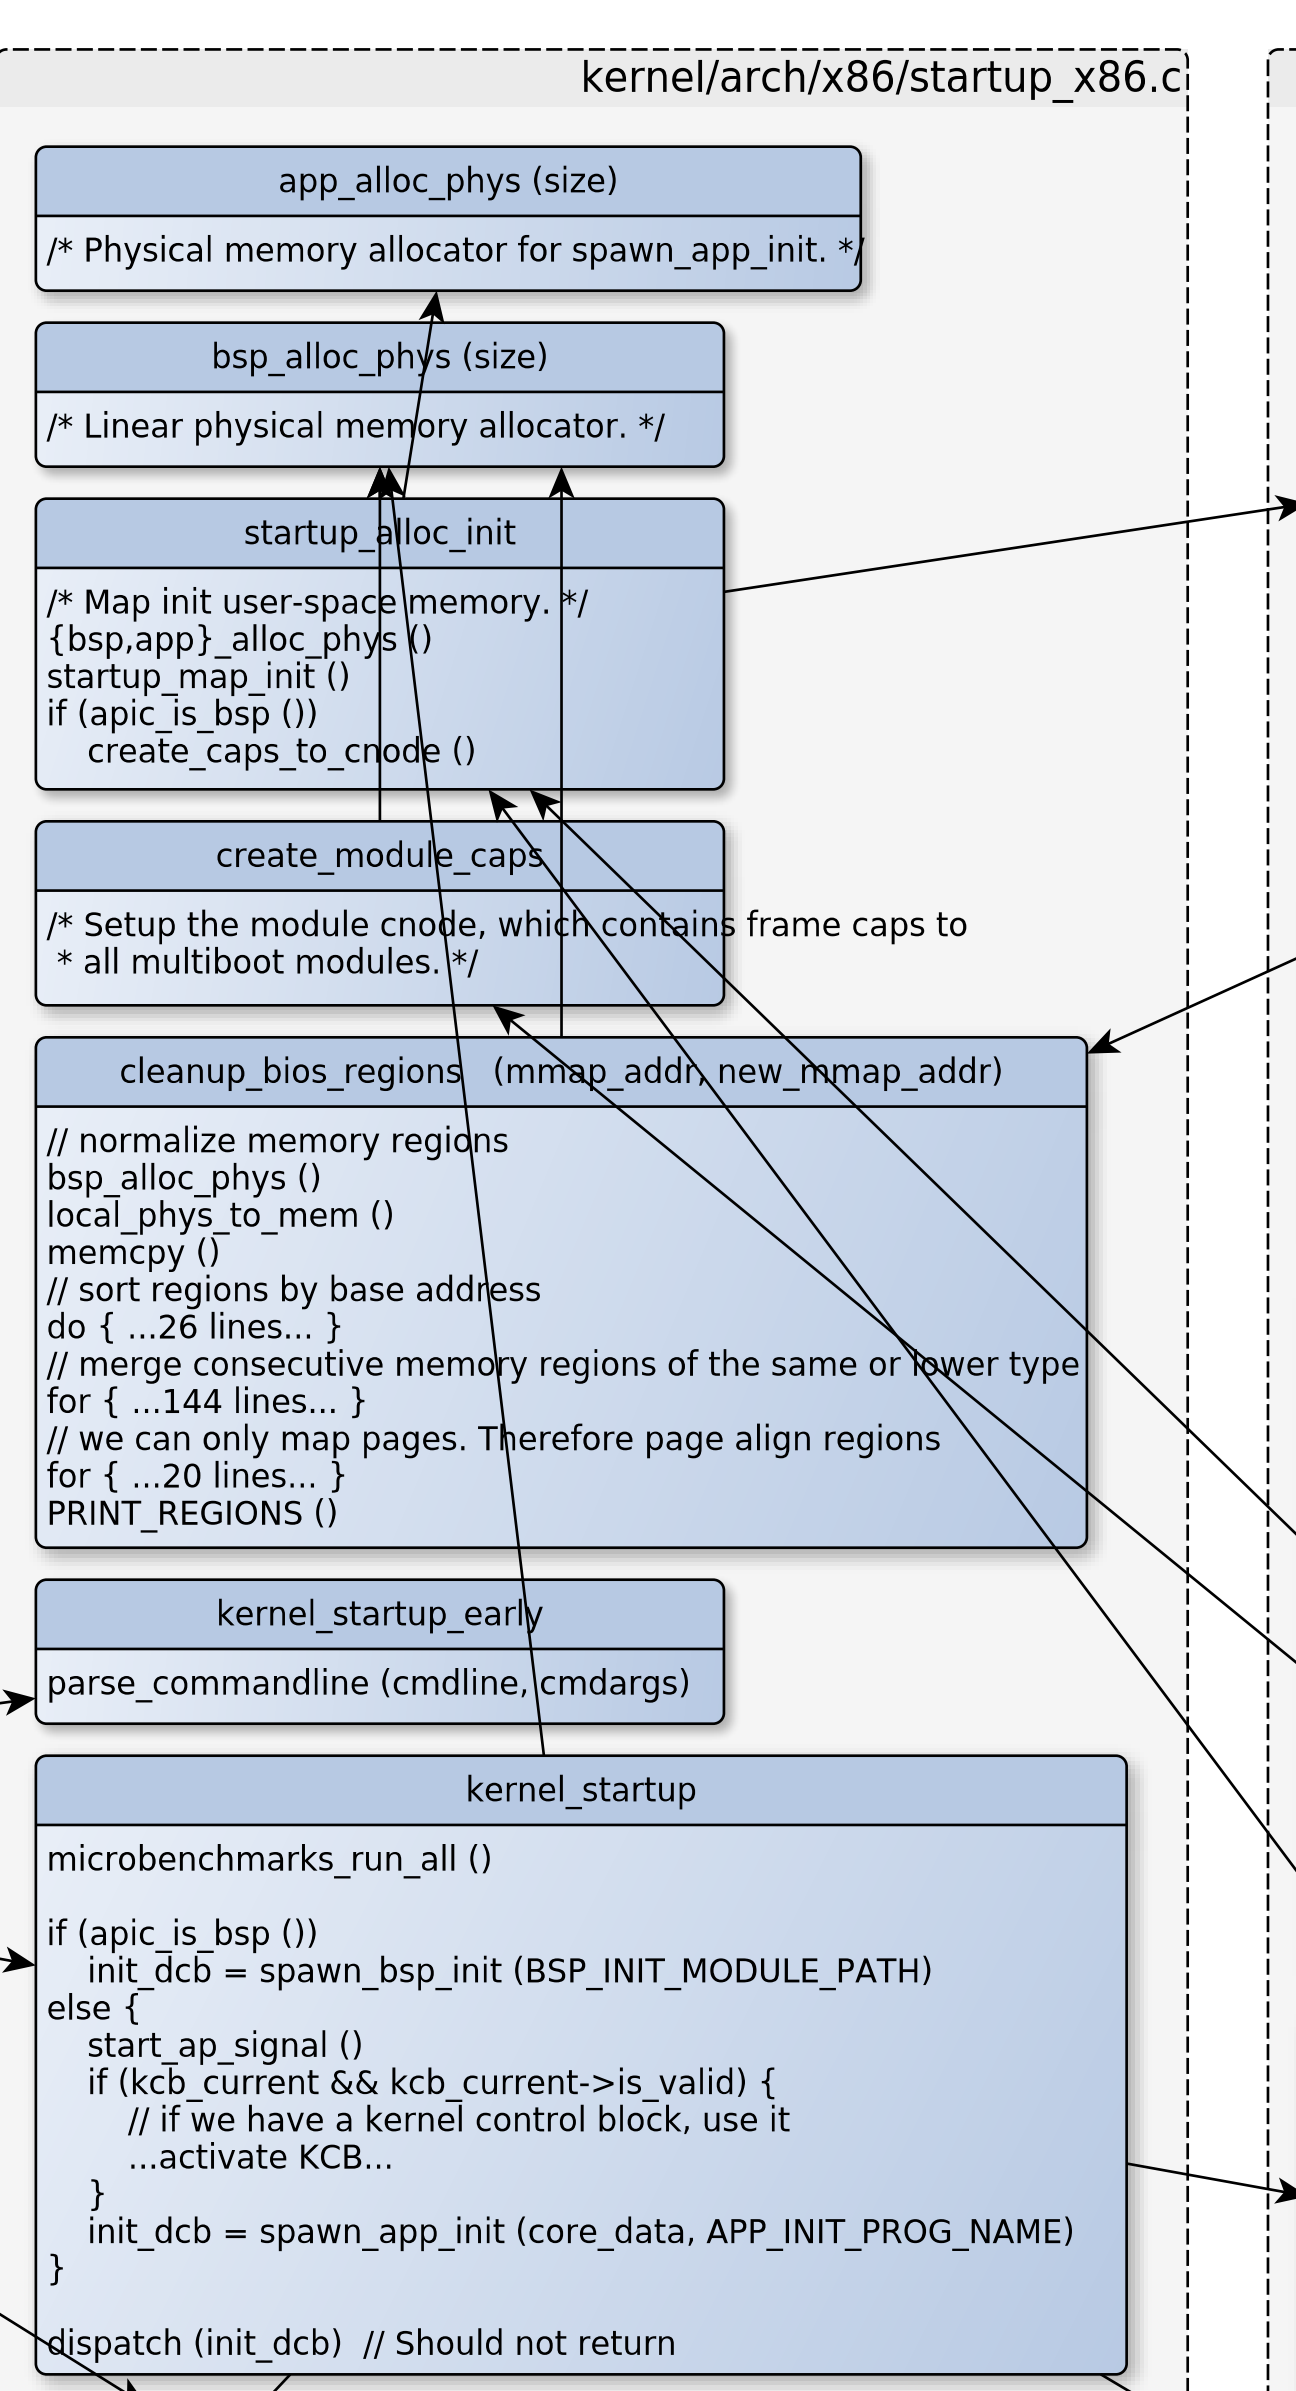 kernel/arch/x86/startup_x86.c
app_alloc_phys (size)
/* Physical memory allocator for spawn_app_init. */
bsp_alloc_phys (size)
/* Linear physical memory allocator. */
startup_alloc_init
/* Map init user-space memory. */
{bsp,app}_alloc_phys ()
startup_map_init ()
if (apic_is_bsp ())
    create_caps_to_cnode ()
create_module_caps
/* Setup the module cnode, which contains frame caps to
 * all multiboot modules. */
cleanup_bios_regions   (mmap_addr, new_mmap_addr)
// normalize memory regions
bsp_alloc_phys ()
local_phys_to_mem ()
memcpy ()
// sort regions by base address
do { ...26 lines... }
// merge consecutive memory regions of the same or lower type
for { ...144 lines... }
// we can only map pages. Therefore page align regions
for { ...20 lines... }
PRINT_REGIONS ()
kernel_startup_early
parse_commandline (cmdline, cmdargs)
kernel_startup
microbenchmarks_run_all ()
if (apic_is_bsp ())
    init_dcb = spawn_bsp_init (BSP_INIT_MODULE_PATH)
else {
    start_ap_signal ()
    if (kcb_current && kcb_current->is_valid) {
        // if we have a kernel control block, use it
        ...activate KCB...
    }
    init_dcb = spawn_app_init (core_data, APP_INIT_PROG_NAME)
}
dispatch (init_dcb)  // Should not return